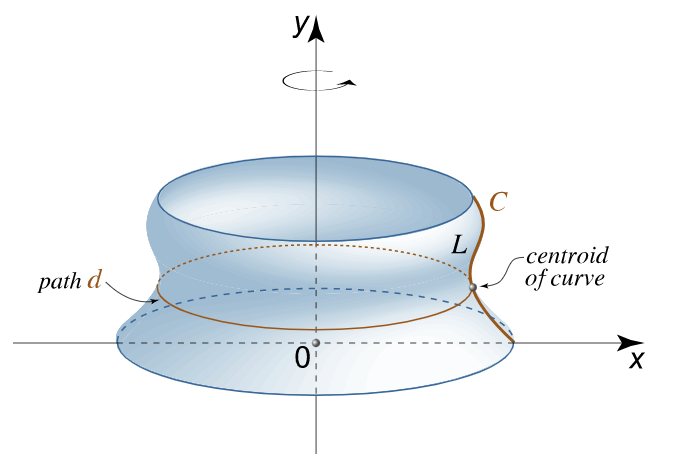 y
C
L
centroid
of curve
path d
0
x